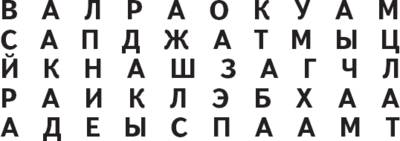 В А Л Р А О К У А М
С А П Д Ж А Т М Ы Ц
Й К Н А Ш З А Г Ч Л
Р А И К Л Э Б Х А А
А Д Е Ы С П А А М Т